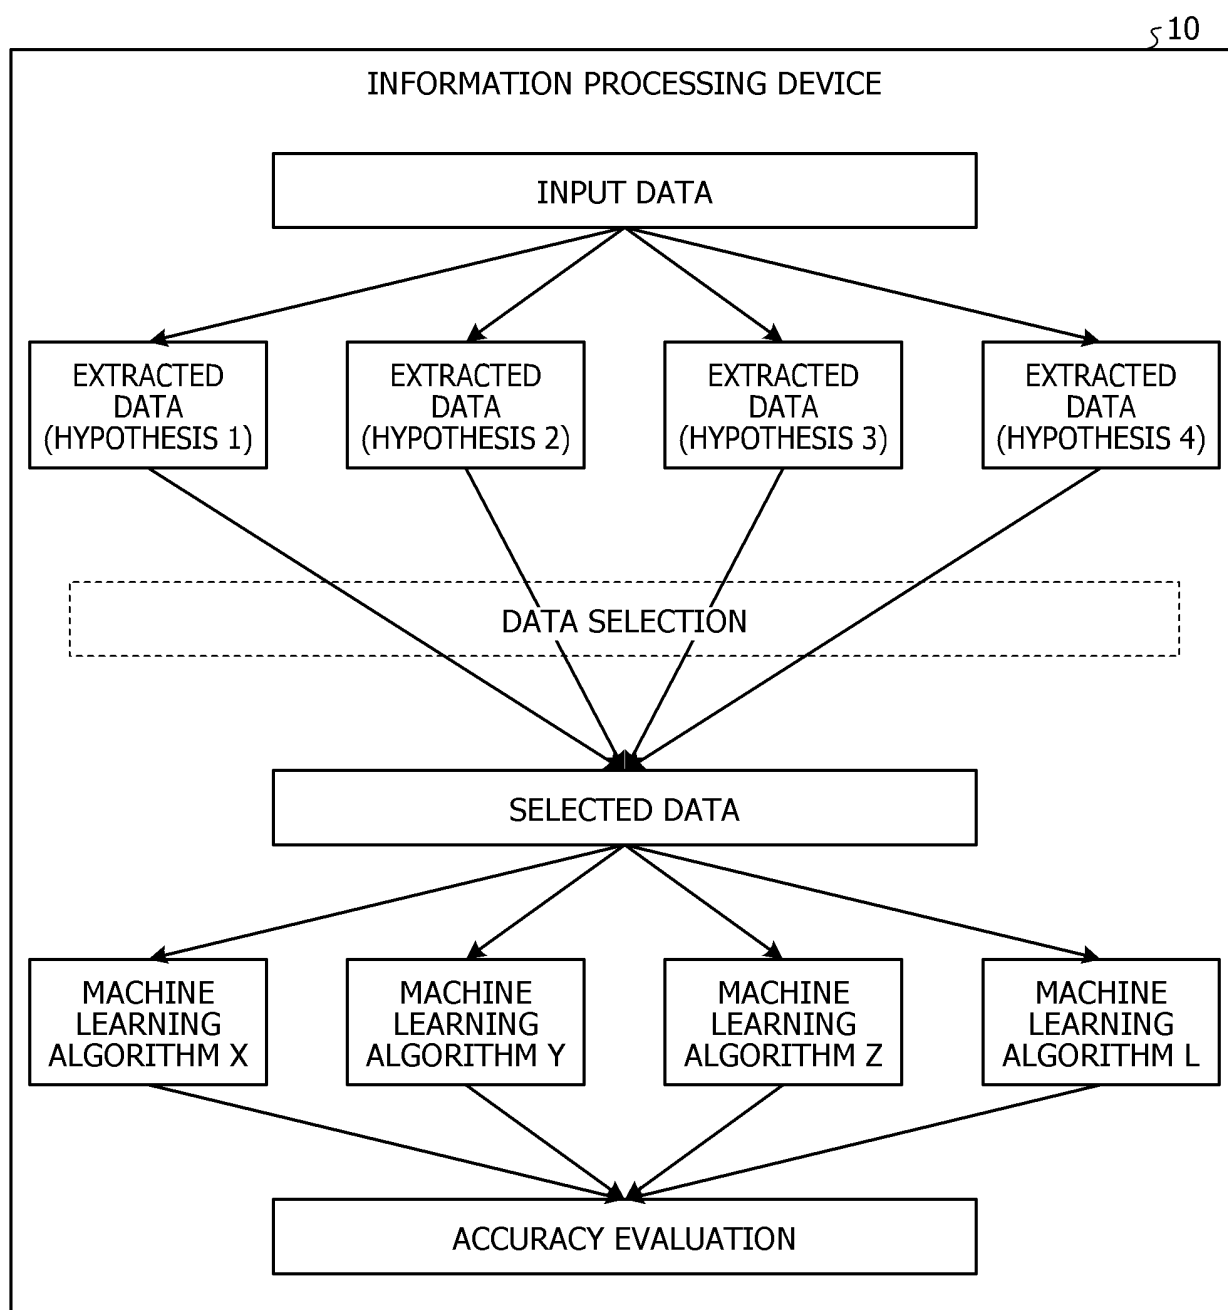 10
INFORMATION PROCESSING DEVICE
INPUT DATA
EXTRACTED
DATA
(HYPOTHESIS 1)
EXTRACTED
DATA
(HYPOTHESIS 2)
EXTRACTED
DATA
(HYPOTHESIS 3)
EXTRACTED
DATA
(HYPOTHESIS 4)
DATA SELECTION
SELECTED DATA
MACHINE
LEARNING
ALGORITHM X
MACHINE
LEARNING
ALGORITHM Y
MACHINE
LEARNING
ALGORITHM Z
MACHINE
LEARNING
ALGORITHM L
ACCURACY EVALUATION